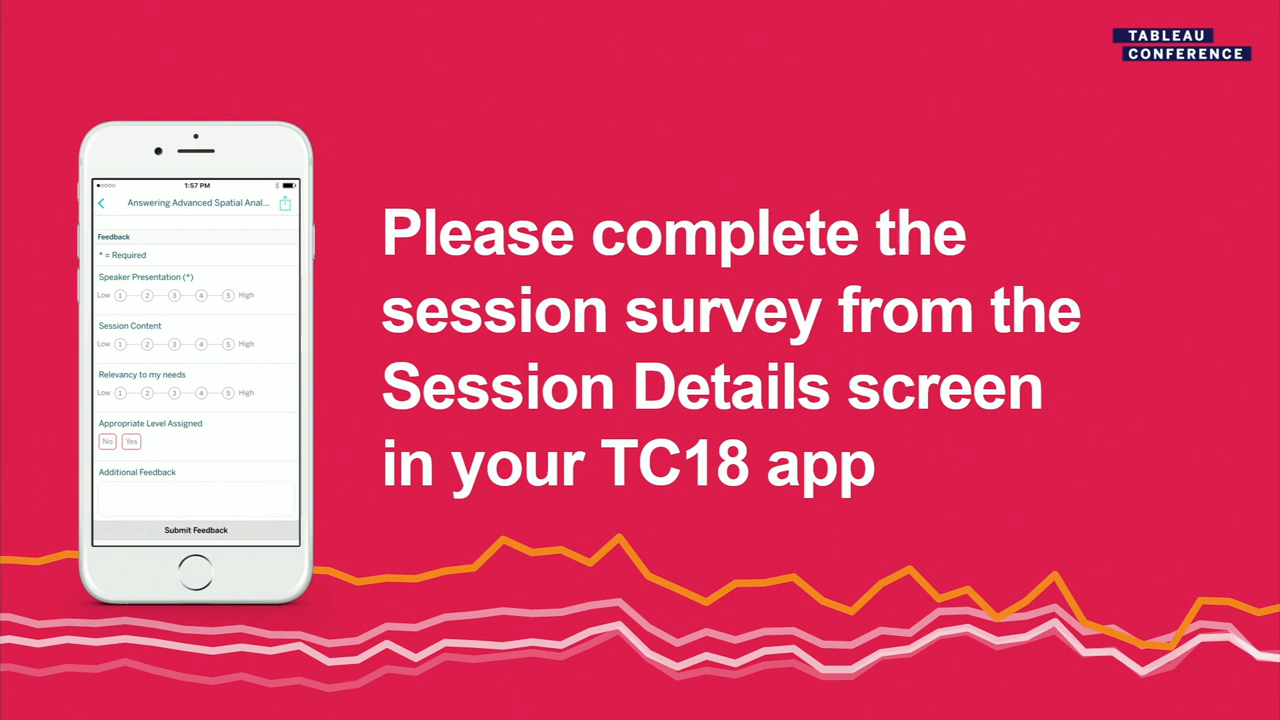 TABLEAU
CONFERENCE
1:57 PM
Answering Advanced Spatial Anal...
Feedback
* = Required
Speaker Presentation (*)
Low 1 2 3 4 5 High
Session Content
Low 1 2 3 4 5 High
Relevancy to my needs
Low 1 2 3 4 5 High
Appropriate Level Assigned
No Yes
Additional Feedback
Submit Feedback
Please complete the
session survey from the
Session Details screen
in your TC18 app